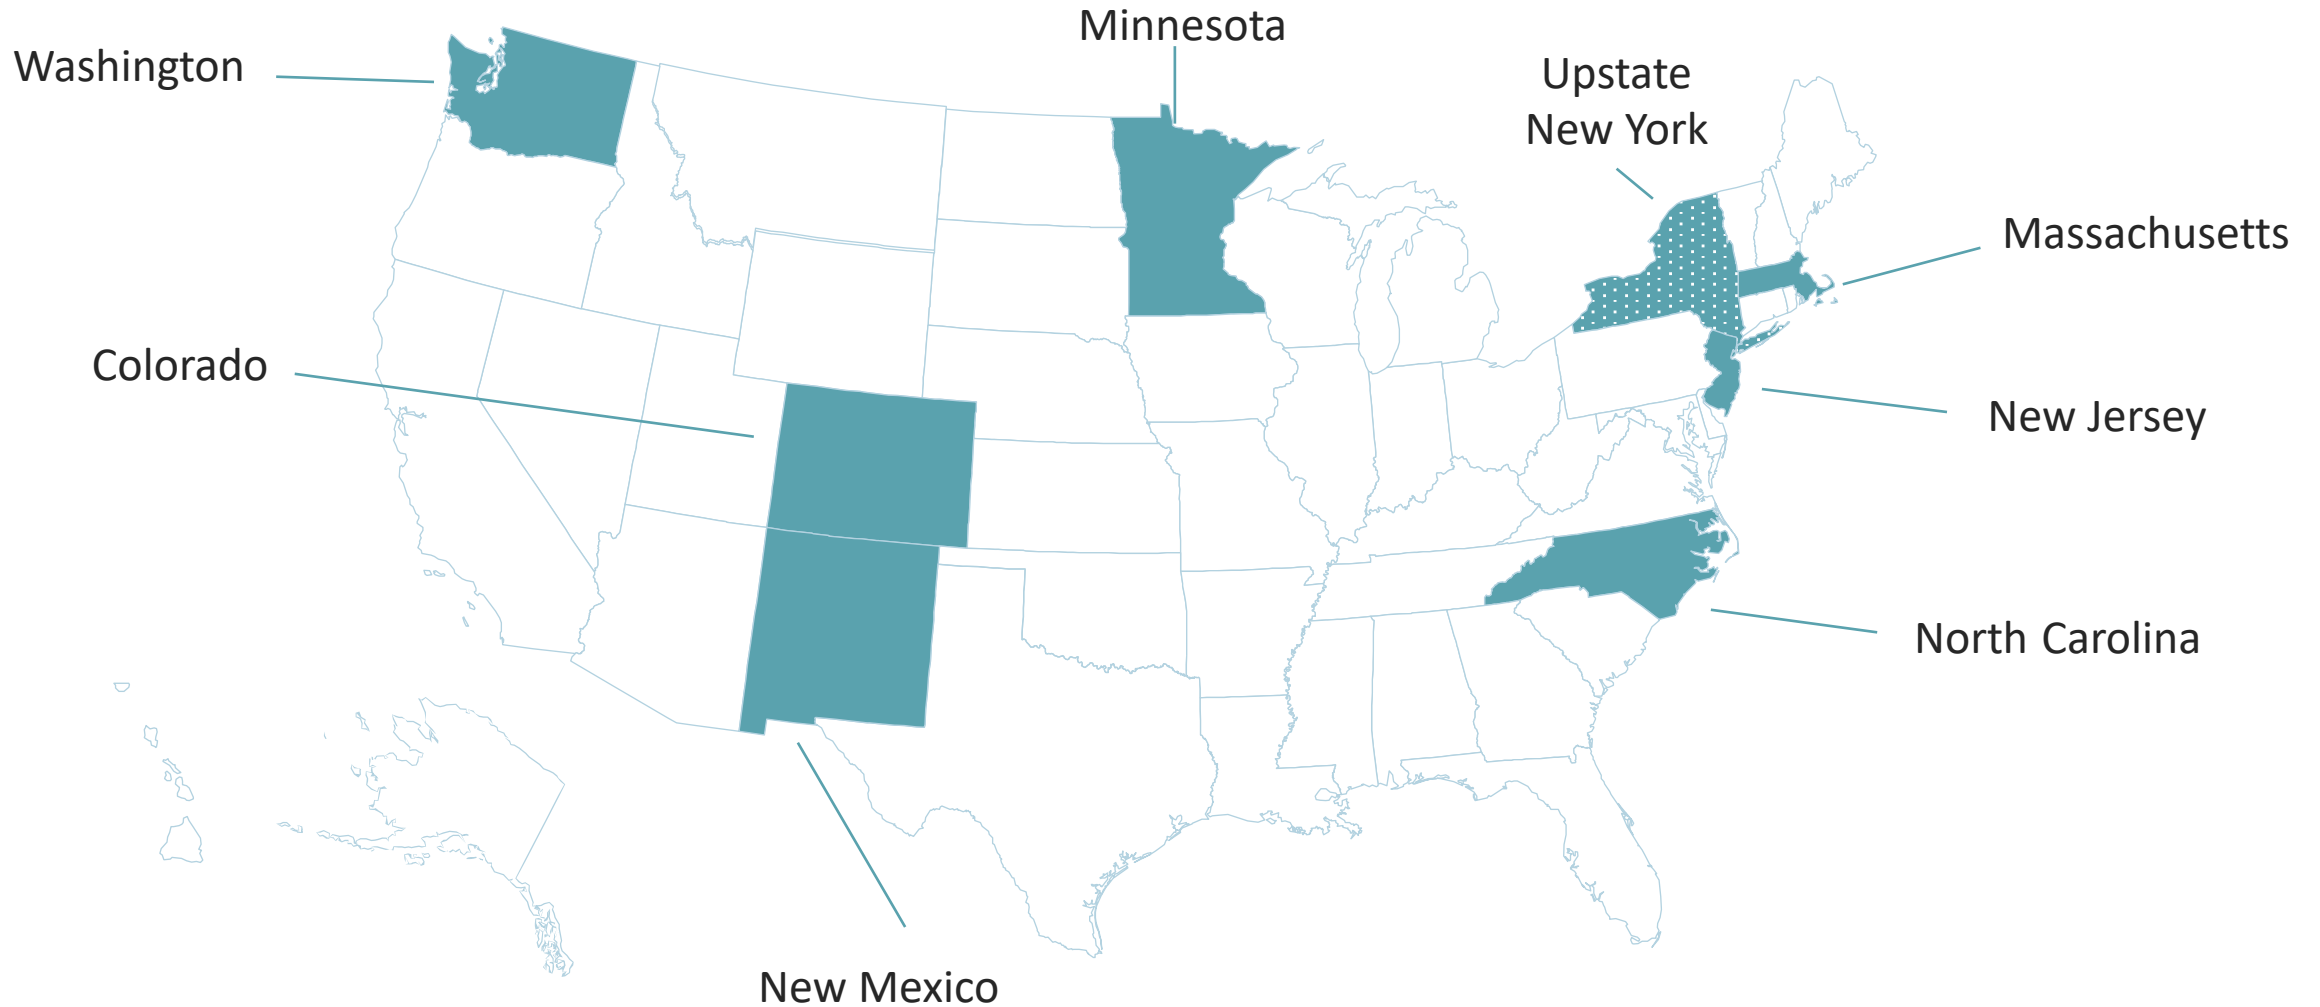 Minnesota
Washington
Upstate
New York
Massachusetts
Colorado
New Jersey
North Carolina
New Mexico